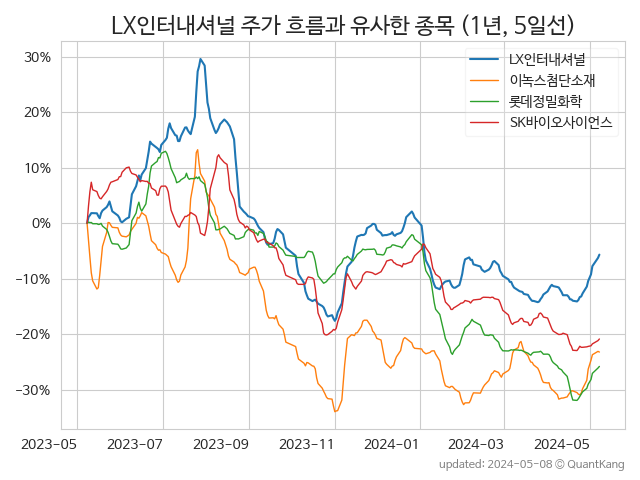 LX인터내셔널 주가 흐름과 유사한 종목 (1년, 5일선)
LX인터내셔널
이녹스첨단소재
롯데정밀화학
SK바이오사이언스
30%
20%
10%
0%
−10%
−20%
−30%
2023-05
2023-07
2023-09
2023-11
2024-01
2024-03
2024-05
updated: 2024-05-08 © QuantKang